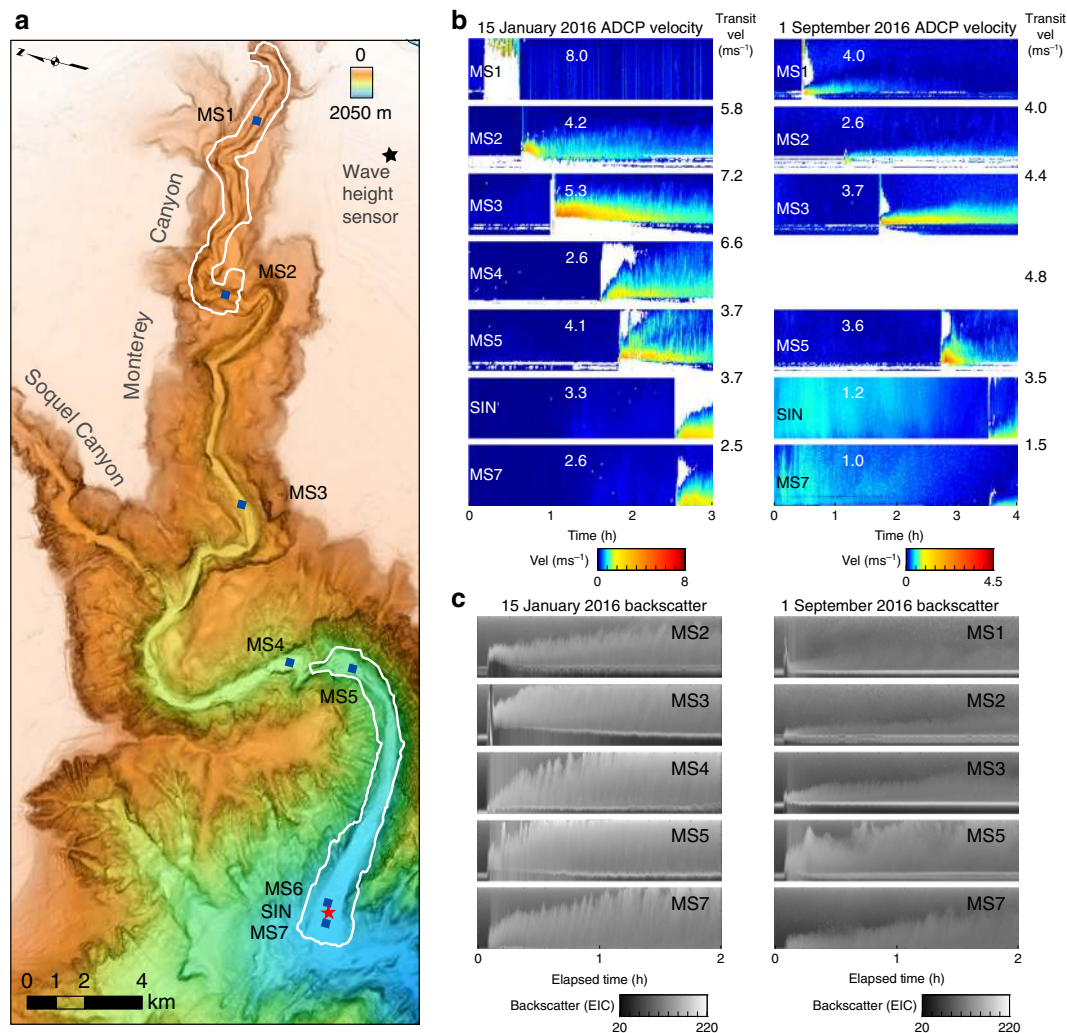 a
z
0
2050 m
MS1
Wave
height
sensor
Canyon
MS2
Monterey
Soquel Canyon
MS3
MS4
MS5
MS6
SIN
MS7
0 1 2 4
km
b
15 January 2016 ADCP velocity
Transit
vel
(ms⁻¹)
MS1
8.0
5.8
MS2
4.2
7.2
MS3
5.3
6.6
MS4
2.6
3.7
MS5
4.1
3.7
SIN
3.3
2.5
MS7
2.6
0 1 2 3
Time (h)
Vel (ms⁻¹)
0 8
1 September 2016 ADCP velocity
Transit
vel
(ms⁻¹)
MS1
4.0
4.0
MS2
2.6
4.4
MS3
3.7
4.8
MS5
3.6
3.5
SIN
1.2
1.5
MS7
1.0
0 1 2 3 4
Time (h)
Vel (ms⁻¹)
0 4.5
c
15 January 2016 backscatter
MS2
MS3
MS4
MS5
MS7
0 1 2
Elapsed time (h)
Backscatter (EIC)
20 220
1 September 2016 backscatter
MS1
MS2
MS3
MS5
MS7
0 1 2
Elapsed time (h)
Backscatter (EIC)
20 220